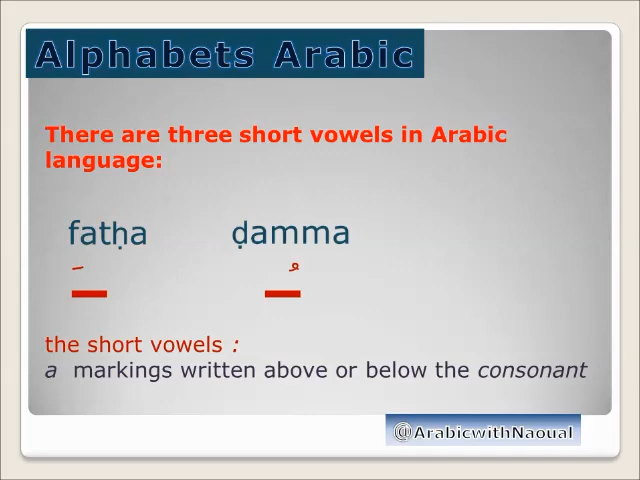 Alphabets Arabic
There are three short vowels in Arabic
language:
fatḥa ḍamma
ـَ ـُ
the short vowels :
a markings written above or below the consonant
@ArabicwithNaoual